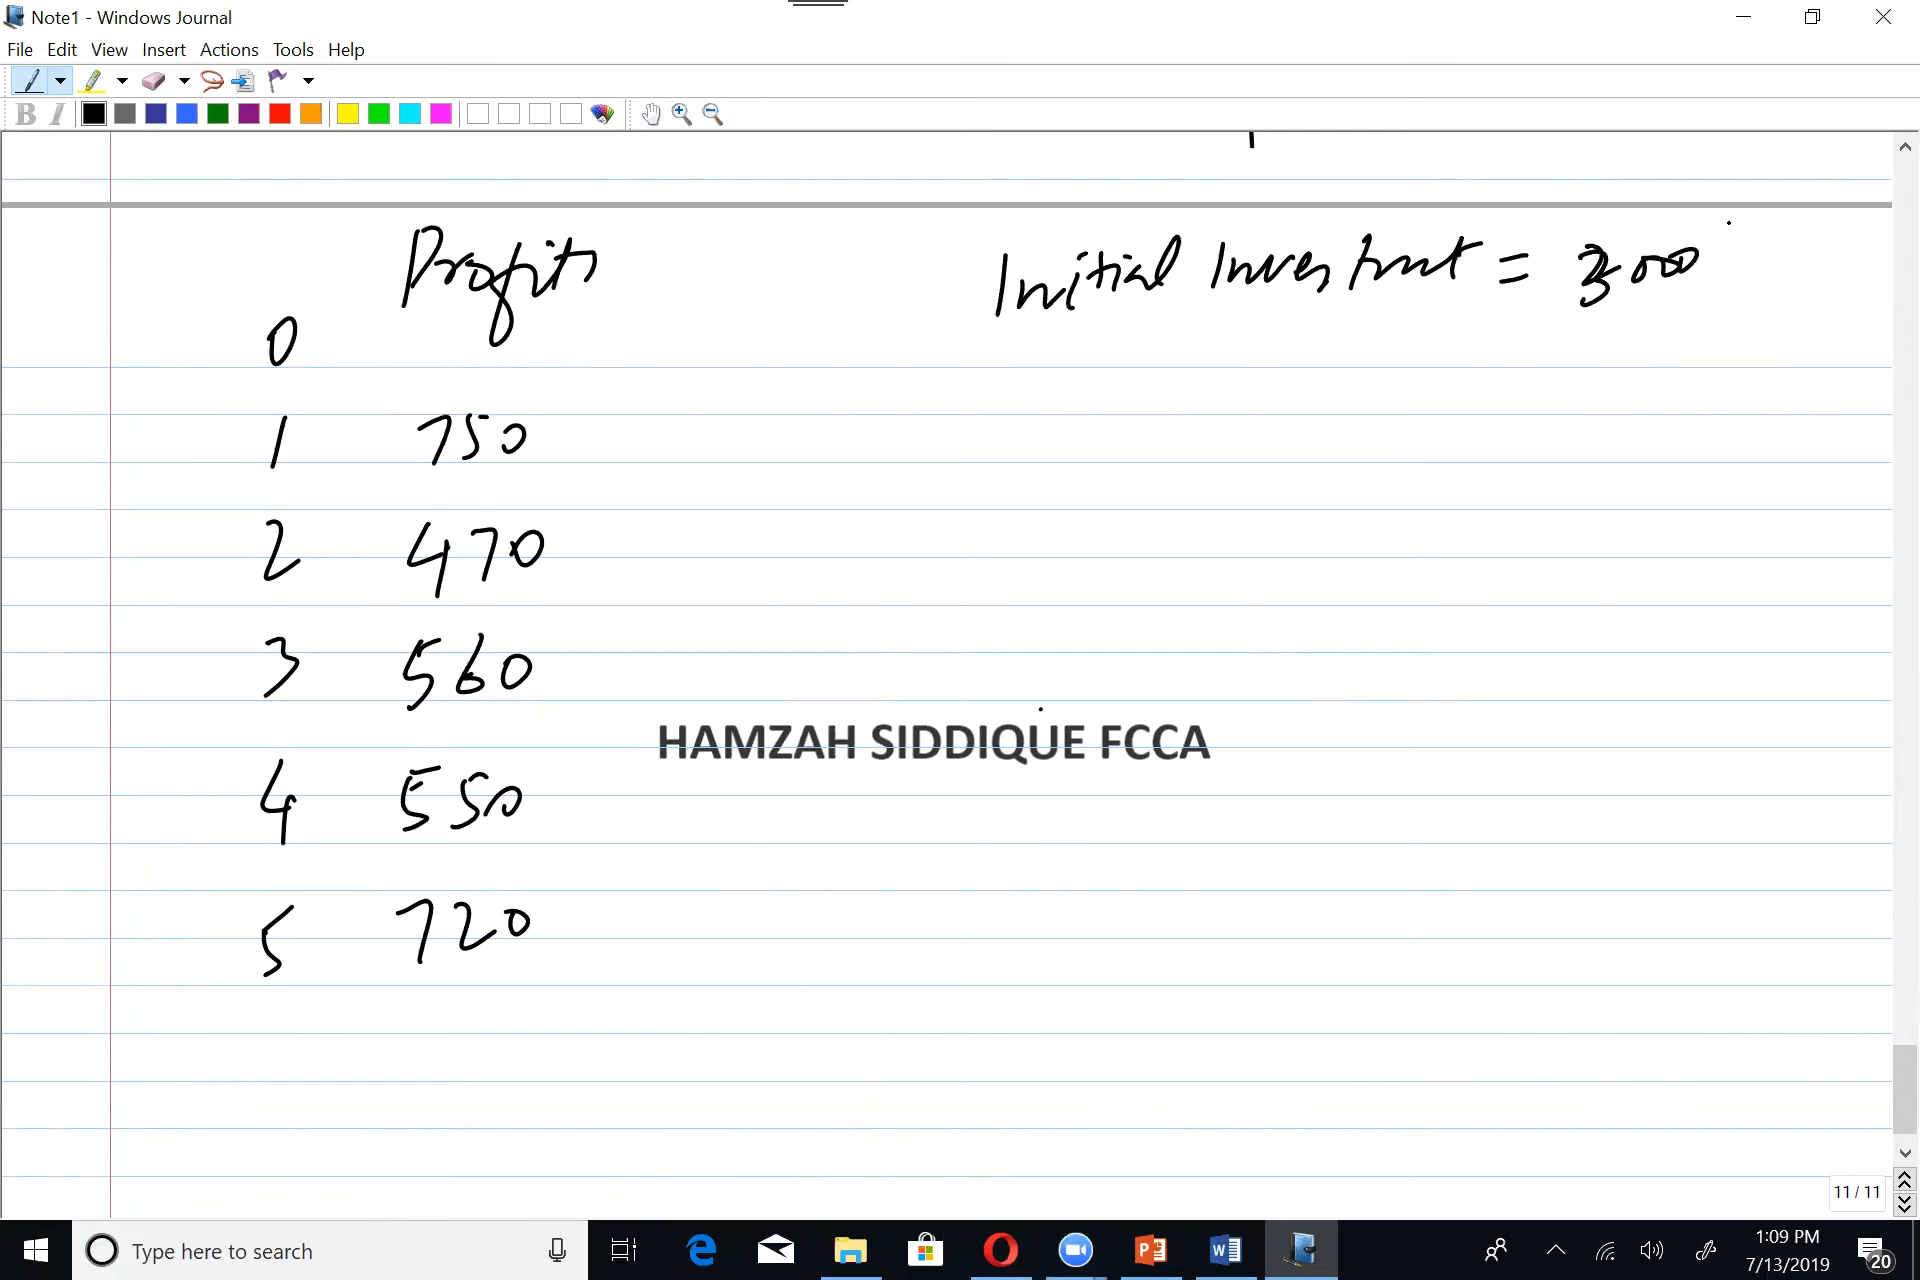 Note1 - Windows Journal
File Edit View Insert Actions Tools Help
B I
Profits Initial Investmt = 3000
0
1 750
2 470
3 560
HAMZAH SIDDIQUE FCCA
4 550
5 720
11 / 11
Type here to search
1:09 PM
7/13/2019
20